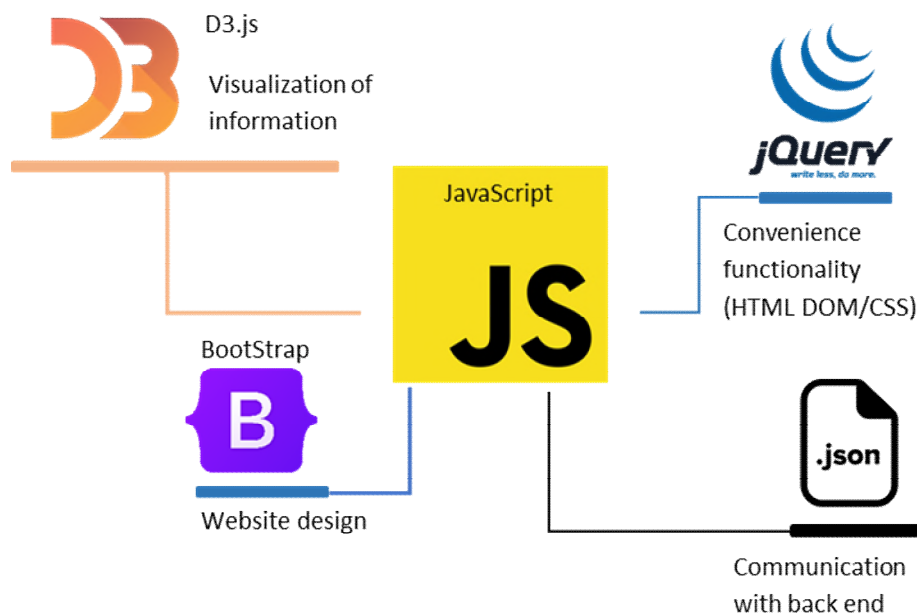 D3.js
D3
Visualization of
information
jQuery
write less, do more.
JavaScript
JS
Convenience
functionality
(HTML DOM/CSS)
BootStrap
B
Website design
.json
Communication
with back end